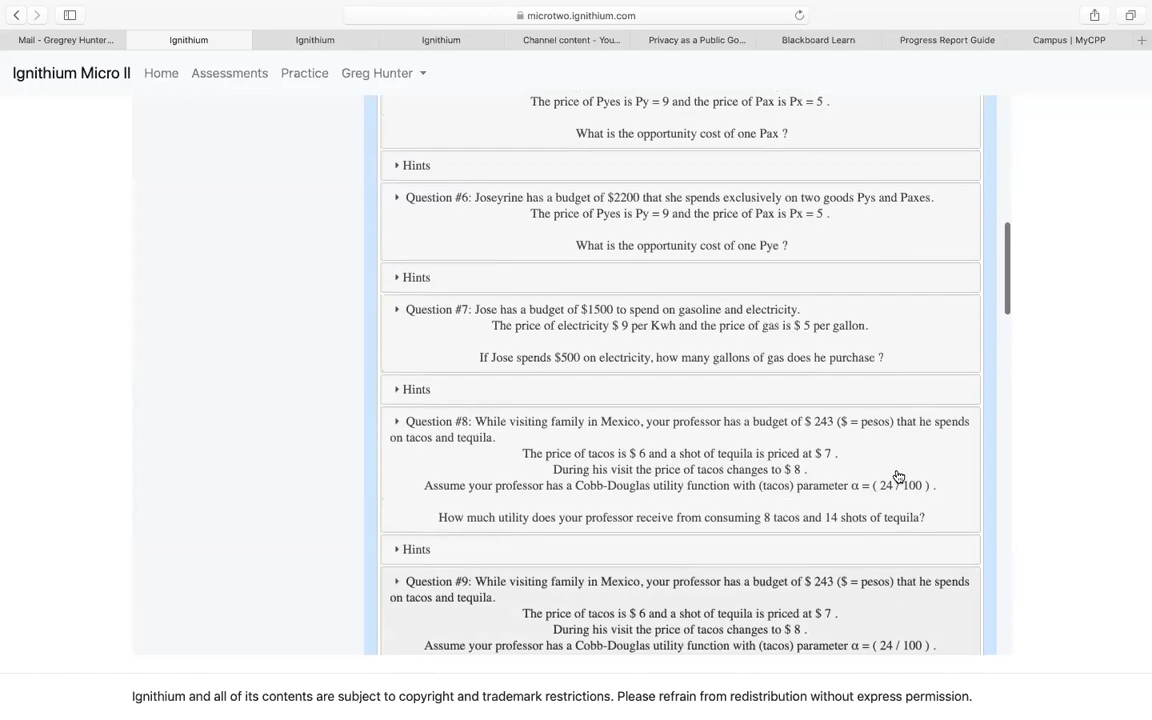 microtwo.ignithium.com
Mail - Gregrey Hunter...
Ignithium
Ignithium
Ignithium
Channel content - You...
Privacy as a Public Go...
Blackboard Learn
Progress Report Guide
Campus | MyCPP
Ignithium Micro II
Home
Assessments
Practice
Greg Hunter
The price of Pyes is Py = 9 and the price of Pax is Px = 5 .
What is the opportunity cost of one Pax ?
Hints
Question #6: Joseyrine has a budget of $2200 that she spends exclusively on two goods Pys and Paxes.
The price of Pyes is Py = 9 and the price of Pax is Px = 5 .
What is the opportunity cost of one Pye ?
Hints
Question #7: Jose has a budget of $1500 to spend on gasoline and electricity.
The price of electricity $ 9 per Kwh and the price of gas is $ 5 per gallon.
If Jose spends $500 on electricity, how many gallons of gas does he purchase ?
Hints
Question #8: While visiting family in Mexico, your professor has a budget of $ 243 ($ = pesos) that he spends
on tacos and tequila.
The price of tacos is $ 6 and a shot of tequila is priced at $ 7 .
During his visit the price of tacos changes to $ 8 .
Assume your professor has a Cobb-Douglas utility function with (tacos) parameter α = ( 24 / 100 ) .
How much utility does your professor receive from consuming 8 tacos and 14 shots of tequila?
Hints
Question #9: While visiting family in Mexico, your professor has a budget of $ 243 ($ = pesos) that he spends
on tacos and tequila.
The price of tacos is $ 6 and a shot of tequila is priced at $ 7 .
During his visit the price of tacos changes to $ 8 .
Assume your professor has a Cobb-Douglas utility function with (tacos) parameter α = ( 24 / 100 ) .
Ignithium and all of its contents are subject to copyright and trademark restrictions. Please refrain from redistribution without express permission.